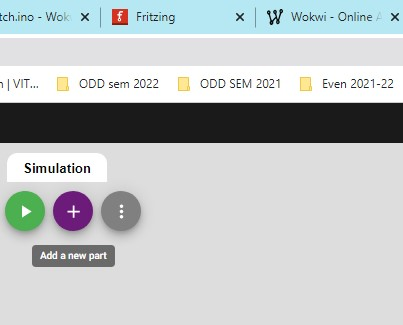 tch.ino - Wok
Fritzing
Wokwi - Online A
n | VIT...
ODD sem 2022
ODD SEM 2021
Even 2021-22
Simulation
Add a new part